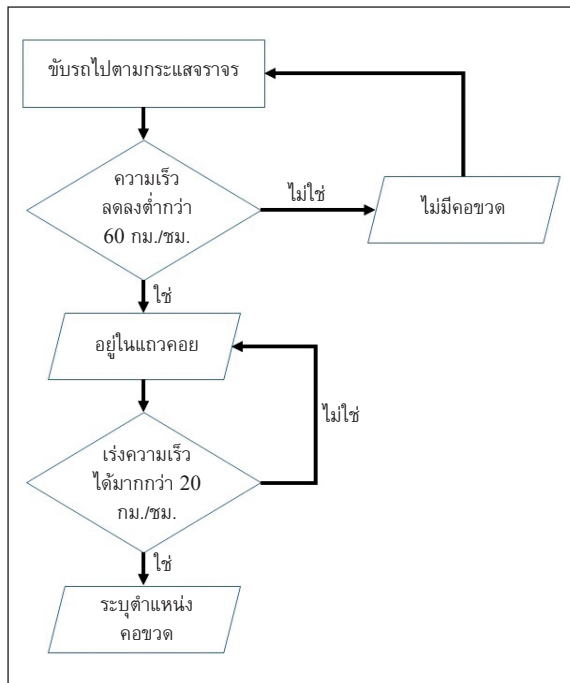 ขับรถไปตามกระแสจราจร
ความเร็ว
ลดลงต่ำกว่า
60 กม./ชม.
ไม่ใช่
ไม่มีคอขวด
ใช่
อยู่ในแถวคอย
ไม่ใช่
เร่งความเร็ว
ได้มากกว่า 20
กม./ชม.
ใช่
ระบุตำแหน่ง
คอขวด